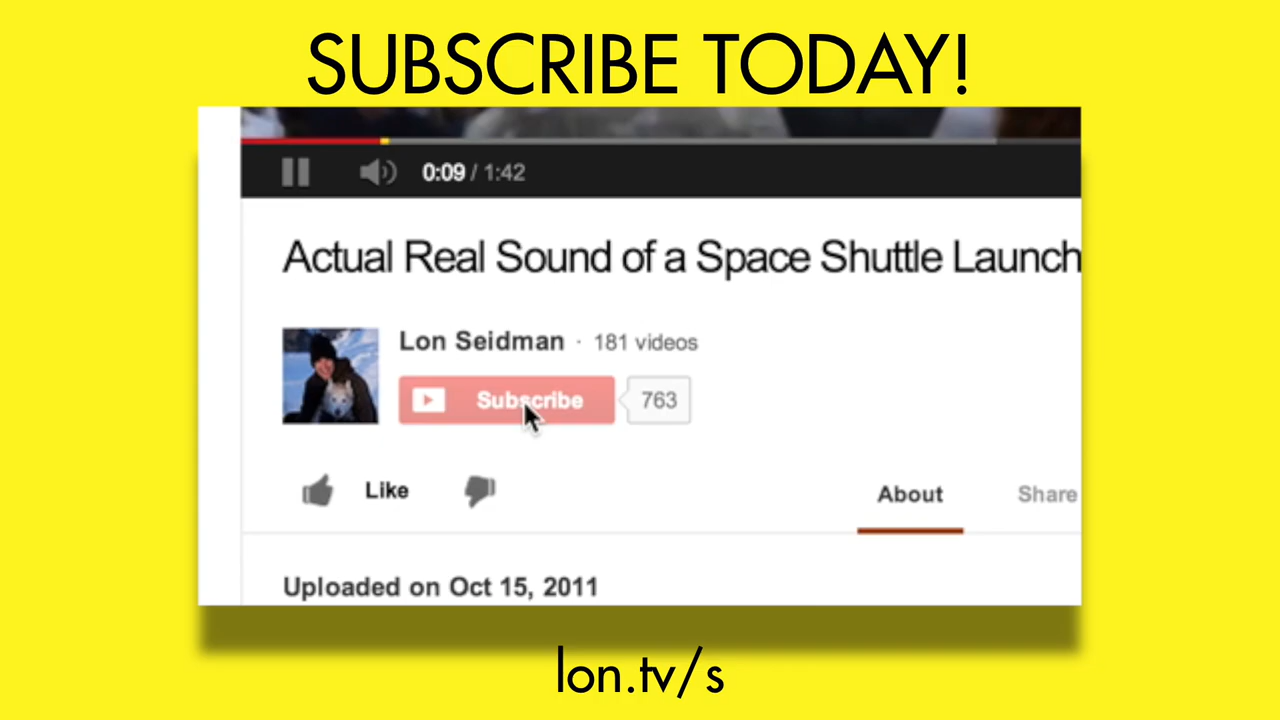 SUBSCRIBE TODAY!
0:09 / 1:42
Actual Real Sound of a Space Shuttle Launch
Lon Seidman · 181 videos
Subscribe 763
Like
About Share
Uploaded on Oct 15, 2011
lon.tv/s